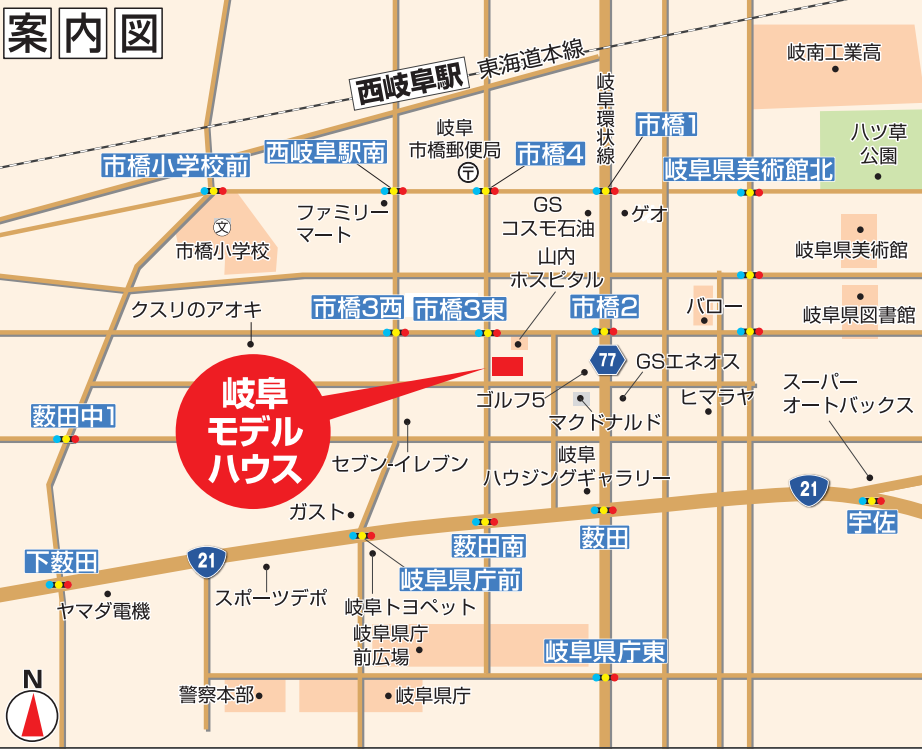 案内図
西岐阜駅
東海道本線
岐阜環状線
岐南工業高
八ツ草
公園
市橋1
岐阜
市橋郵便局
〒
市橋4
西岐阜駅南
市橋小学校前
岐阜県美術館北
ファミリー
マート
GS
コスモ石油
ゲオ
文
市橋小学校
山内
ホスピタル
岐阜県美術館
クスリのアオキ
市橋3西
市橋3東
市橋2
バロー
岐阜県図書館
77
GSエネオス
岐阜
モデル
ハウス
ゴルフ5
マクドナルド
ヒマラヤ
スーパー
オートバックス
薮田中1
セブン-イレブン
岐阜
ハウジングギャラリー
21
ガスト
宇佐
薮田南
薮田
下薮田
21
岐阜県庁前
スポーツデポ
ヤマダ電機
岐阜トヨペット
岐阜県庁
前広場
岐阜県庁東
N
警察本部
岐阜県庁